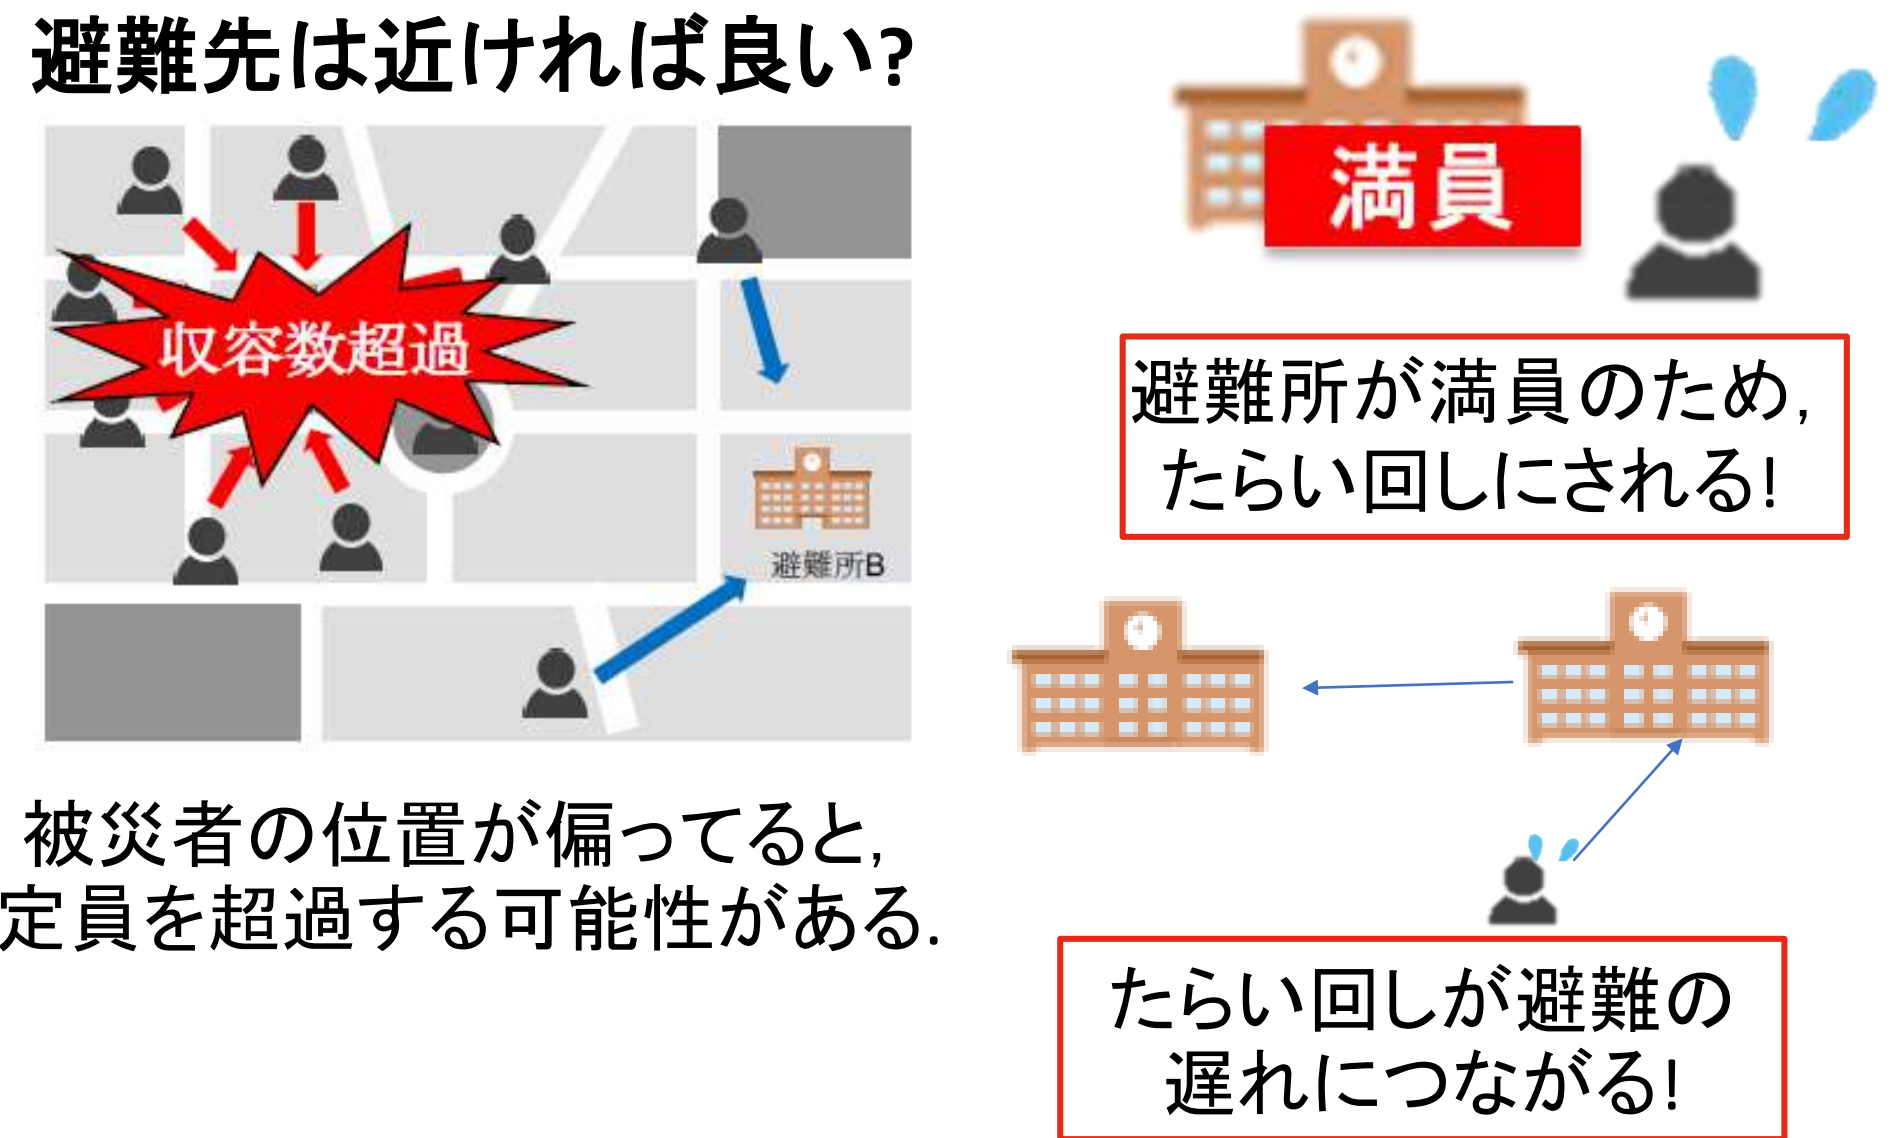 避難先は近ければ良い?
収容数超過
避難所B
被災者の位置が偏ってると,
定員を超過する可能性がある.
満員
避難所が満員のため,
たらい回しにされる!
たらい回しが避難の
遅れにつながる!